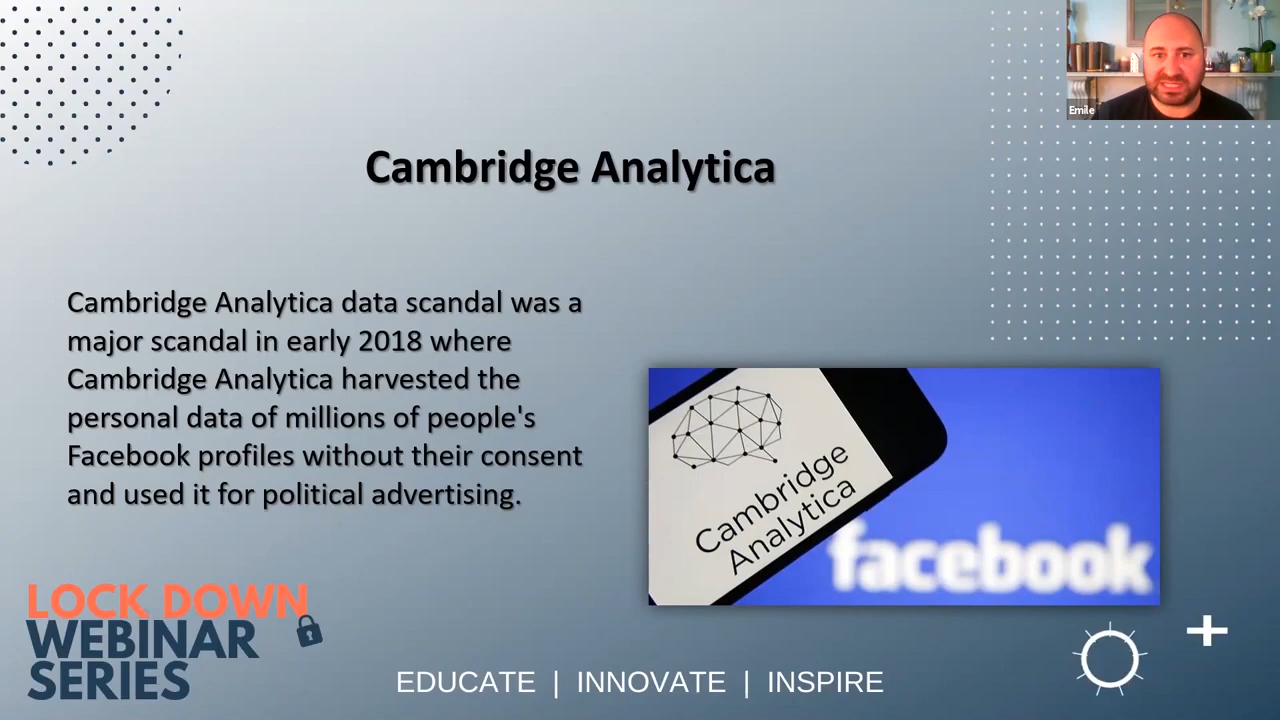 Emile
Cambridge Analytica
Cambridge Analytica data scandal was a
major scandal in early 2018 where
Cambridge Analytica harvested the
personal data of millions of people's
Facebook profiles without their consent
and used it for political advertising.
Cambridge
Analytica
facebook
LOCK DOWN
WEBINAR
SERIES
EDUCATE | INNOVATE | INSPIRE